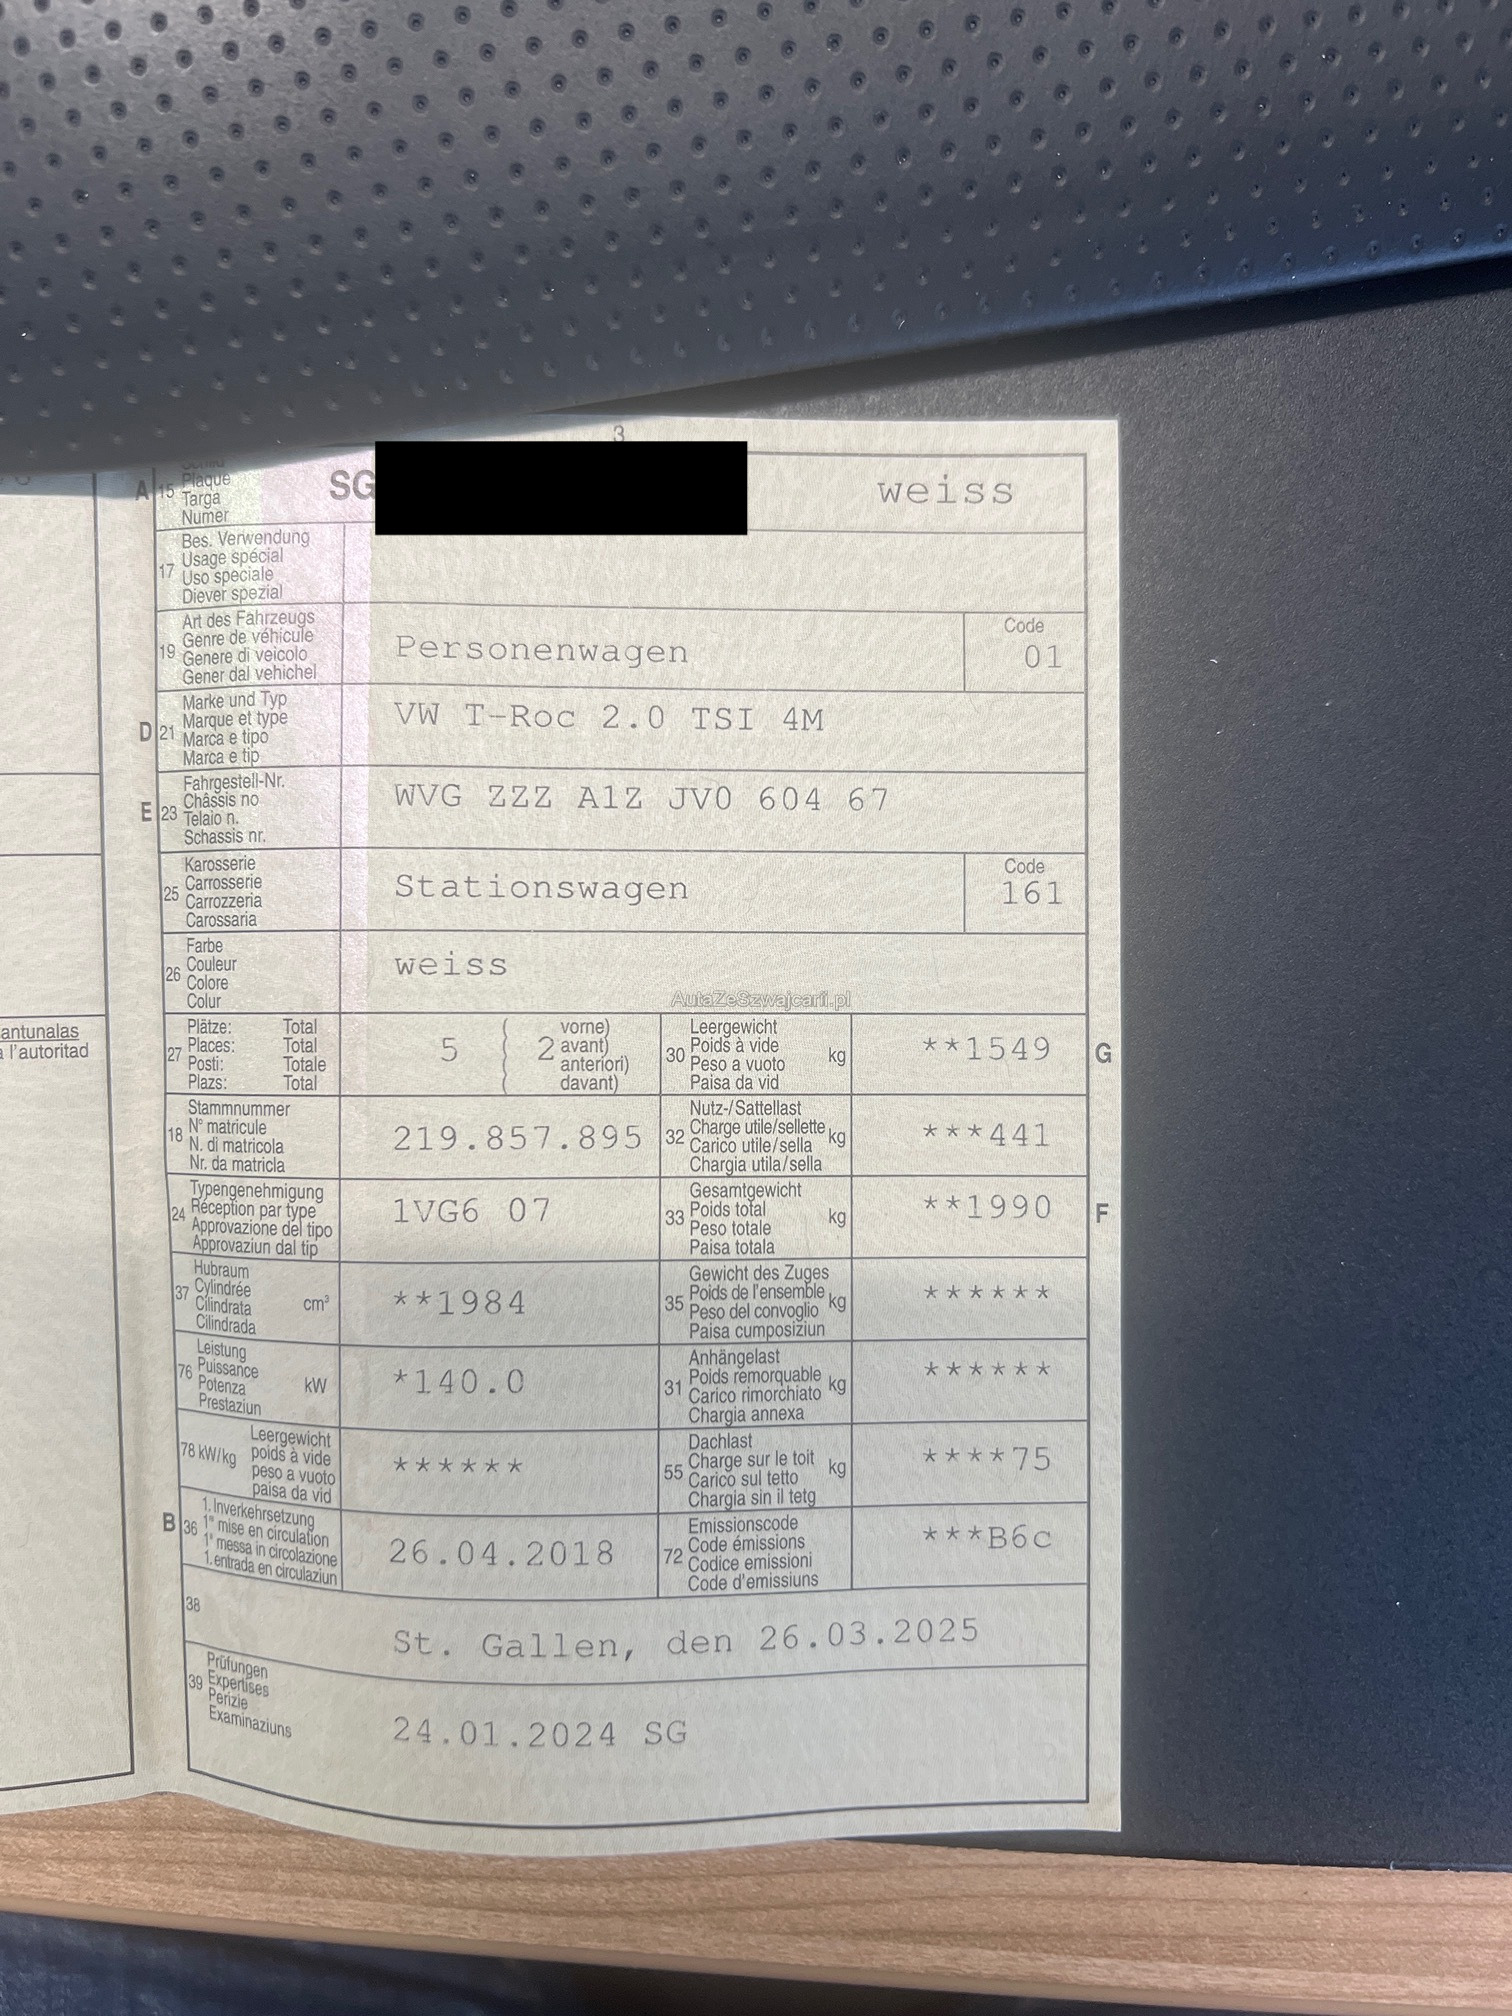 3
A 15 Plaque
Targa
Numer
SG
weiss
17 Bes. Verwendung
Usage spécial
Uso speciale
Diever spezial
19 Art des Fahrzeugs
Genre de véhicule
Genere di veicolo
Gener dal vehichel
Personenwagen
Code
01
D 21 Marke und Typ
Marque et type
Marca e tipo
Marca e tip
VW T-Roc 2.0 TSI 4M
E 23 Fahrgestell-Nr.
Châssis no
Telaio n.
Schassis nr.
WVG ZZZ A1Z JV0 604 67
25 Karosserie
Carrosserie
Carrozzeria
Carossaria
Stationswagen
Code
161
26 Farbe
Couleur
Colore
Colur
weiss
AutaZeSzwajcarii.pl
antunalas
a l'autoritad
27 Plätze: Total
Places: Total
Posti: Totale
Plazs: Total
5 ( 2 vorne)
( avant)
( anteriori)
( davant)
30 Leergewicht
Poids à vide kg
Peso a vuoto
Paisa da vid
**1549
G
18 Stammnummer
N° matricule
N. di matricola
Nr. da matricla
219.857.895
32 Nutz-/Sattellast
Charge utile/sellette kg
Carico utile/sella
Chargia utila/sella
***441
24 Typengenehmigung
Réception par type
Approvazione del tipo
Approvaziun dal tip
1VG6 07
33 Gesamtgewicht
Poids total kg
Peso totale
Paisa totala
**1990
F
37 Hubraum
Cylindrée
Cilindrata cm³
Cilindrada
**1984
35 Gewicht des Zuges
Poids de l'ensemble kg
Peso del convoglio
Paisa cumposiziun
******
76 Leistung
Puissance
Potenza kW
Prestaziun
*140.0
31 Anhängelast
Poids remorquable kg
Carico rimorchiato
Chargia annexa
******
78 kW/kg Leergewicht
poids à vide
peso a vuoto
paisa da vid
******
55 Dachlast
Charge sur le toit kg
Carico sul tetto
Chargia sin il tetg
****75
B 36 1. Inverkehrsetzung
1re mise en circulation
1a messa in circolazione
1. entrada en circulaziun
26.04.2018
72 Emissionscode
Code émissions
Codice emissioni
Code d'emissiuns
***B6c
38
St. Gallen, den 26.03.2025
39 Prüfungen
Expertises
Perizie
Examinaziuns
24.01.2024 SG